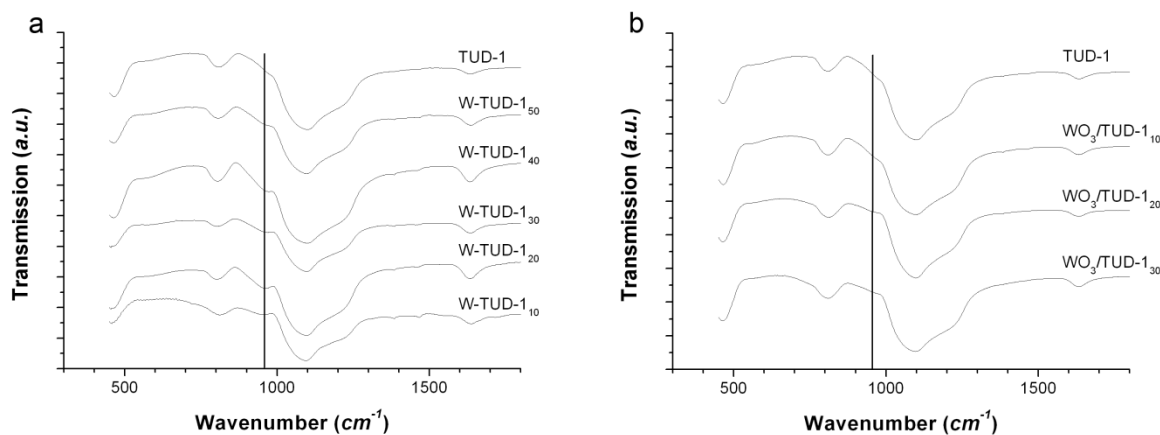 a
Transmission (a.u.)
TUD-1
W-TUD-1₅₀
W-TUD-1₄₀
W-TUD-1₃₀
W-TUD-1₂₀
W-TUD-1₁₀
500
1000
1500
Wavenumber (cm⁻¹)
b
Transmission (a.u.)
TUD-1
WO₃/TUD-1₁₀
WO₃/TUD-1₂₀
WO₃/TUD-1₃₀
500
1000
1500
Wavenumber (cm⁻¹)